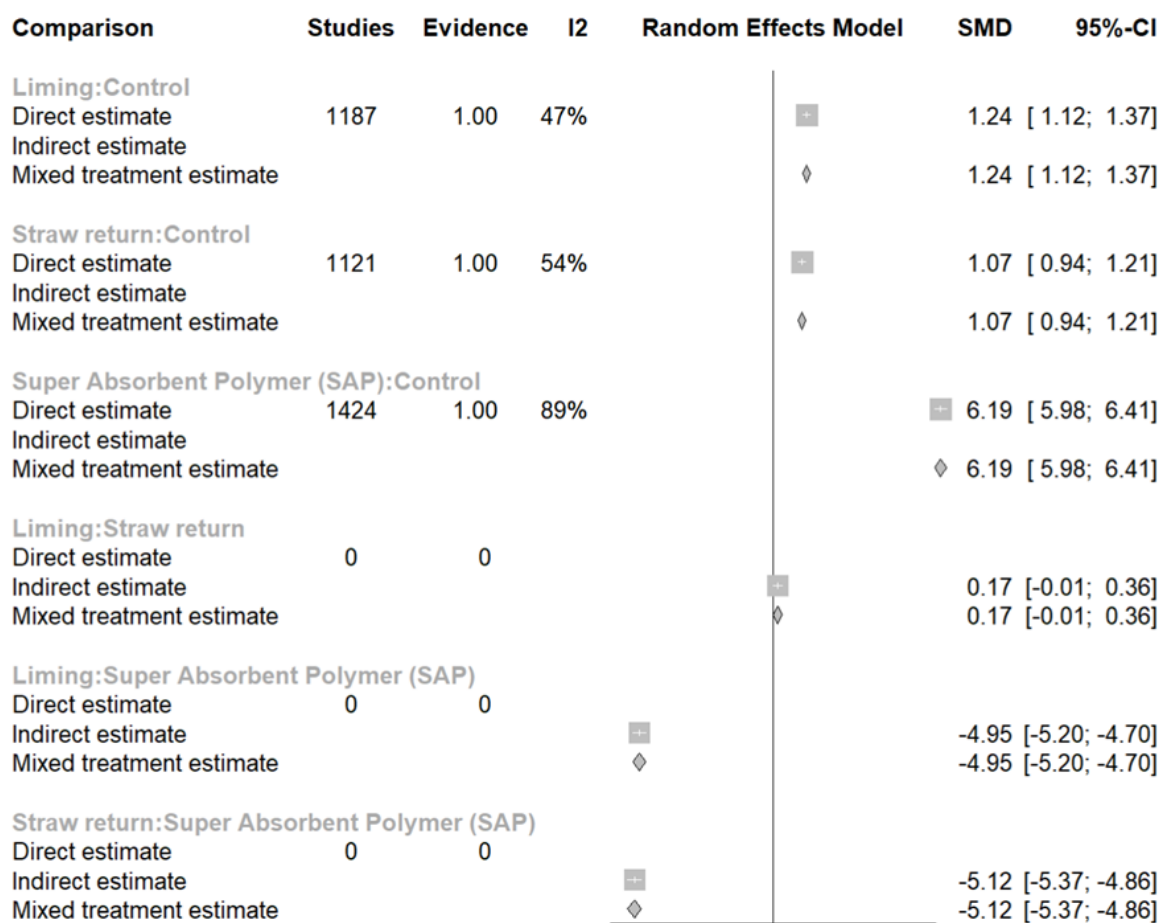 Comparison Studies Evidence I2 Random Effects Model SMD 95%-CI
Liming:Control
Direct estimate 1187 1.00 47% 1.24 [ 1.12; 1.37]
Indirect estimate
Mixed treatment estimate 1.24 [ 1.12; 1.37]
Straw return:Control
Direct estimate 1121 1.00 54% 1.07 [ 0.94; 1.21]
Indirect estimate
Mixed treatment estimate 1.07 [ 0.94; 1.21]
Super Absorbent Polymer (SAP):Control
Direct estimate 1424 1.00 89% 6.19 [ 5.98; 6.41]
Indirect estimate
Mixed treatment estimate 6.19 [ 5.98; 6.41]
Liming:Straw return
Direct estimate 0 0
Indirect estimate 0.17 [-0.01; 0.36]
Mixed treatment estimate 0.17 [-0.01; 0.36]
Liming:Super Absorbent Polymer (SAP)
Direct estimate 0 0
Indirect estimate -4.95 [-5.20; -4.70]
Mixed treatment estimate -4.95 [-5.20; -4.70]
Straw return:Super Absorbent Polymer (SAP)
Direct estimate 0 0
Indirect estimate -5.12 [-5.37; -4.86]
Mixed treatment estimate -5.12 [-5.37; -4.86]